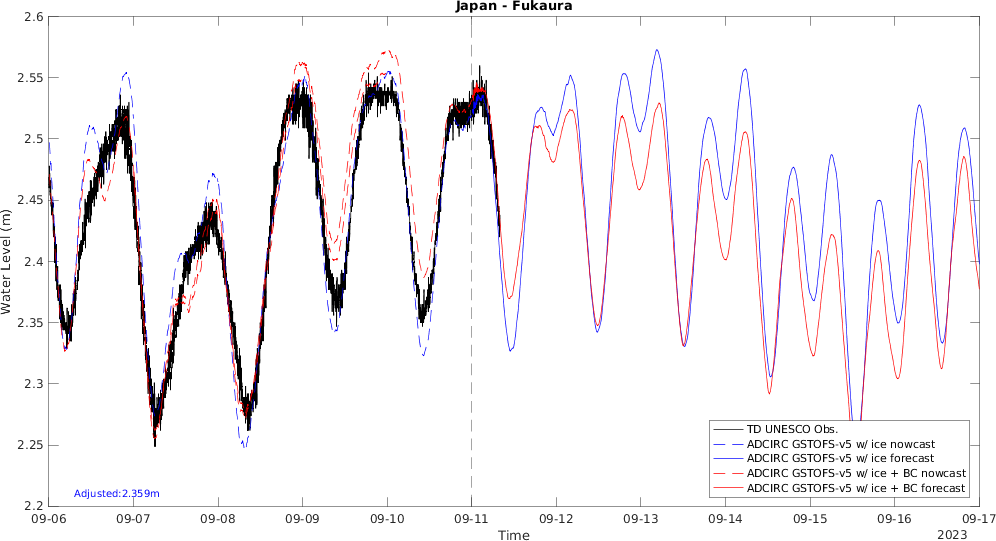 Japan - Fukaura
2.6
2.55
2.5
2.45
2.4
2.35
2.3
2.25
2.2
Water Level (m)
Adjusted:2.359m
TD UNESCO Obs.
ADCIRC GSTOFS-v5 w/ ice nowcast
ADCIRC GSTOFS-v5 w/ ice forecast
ADCIRC GSTOFS-v5 w/ ice + BC nowcast
ADCIRC GSTOFS-v5 w/ ice + BC forecast
09-06 09-07 09-08 09-09 09-10 09-11 09-12 09-13 09-14 09-15 09-16 09-17
Time
2023